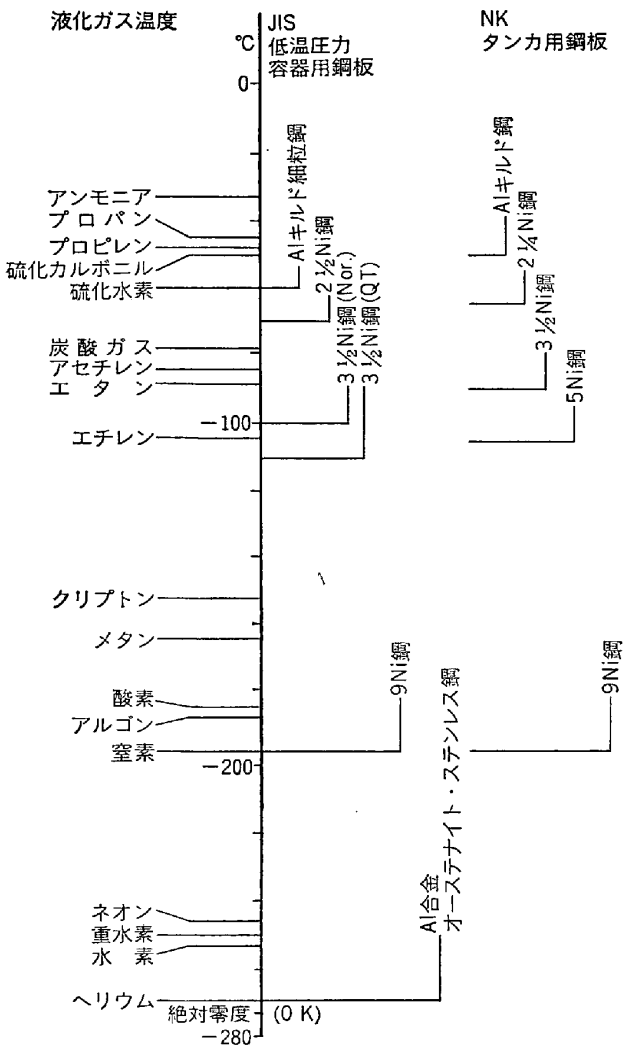 液化ガス温度
℃
JIS
低温圧力
容器用鋼板
NK
タンカ用鋼板
0
アンモニア
プロパン
プロピレン
硫化カルボニル
硫化水素
炭酸ガス
アセチレン
エタン
-100
エチレン
クリプトン
メタン
酸素
アルゴン
窒素
-200
ネオン
重水素
水素
ヘリウム
絶対零度 (0 K)
-280
Alキルド細粒鋼
2 ½Ni鋼
3 ½Ni鋼(Nor.)
3 ½Ni鋼(QT)
9Ni鋼
Al合金
オーステナイト・ステンレス鋼
Alキルド鋼
2 ¼Ni鋼
3 ½Ni鋼
5Ni鋼
9Ni鋼